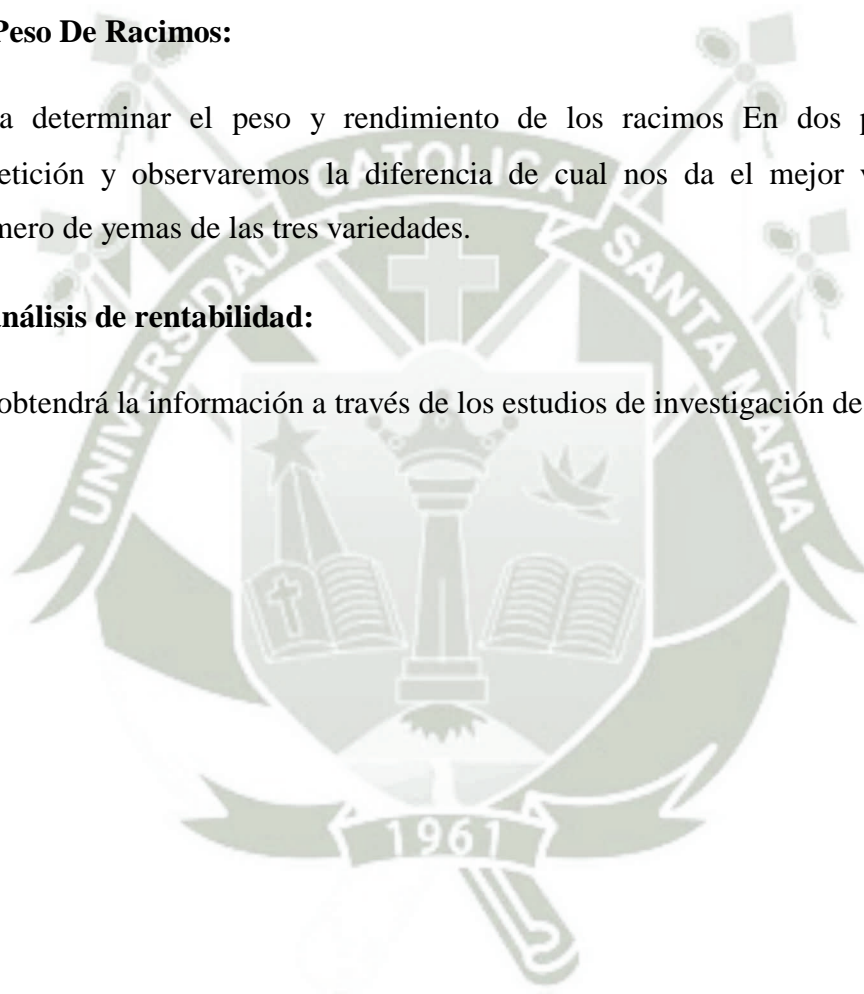 Peso De Racimos:
a determinar el peso y rendimiento de los racimos En dos p
etición y observaremos la diferencia de cual nos da el mejor v
mero de yemas de las tres variedades.
nálisis de rentabilidad:
obtendrá la información a través de los estudios de investigación de
UNIVERSIDAD CATOLICA SANTA MARIA
1961